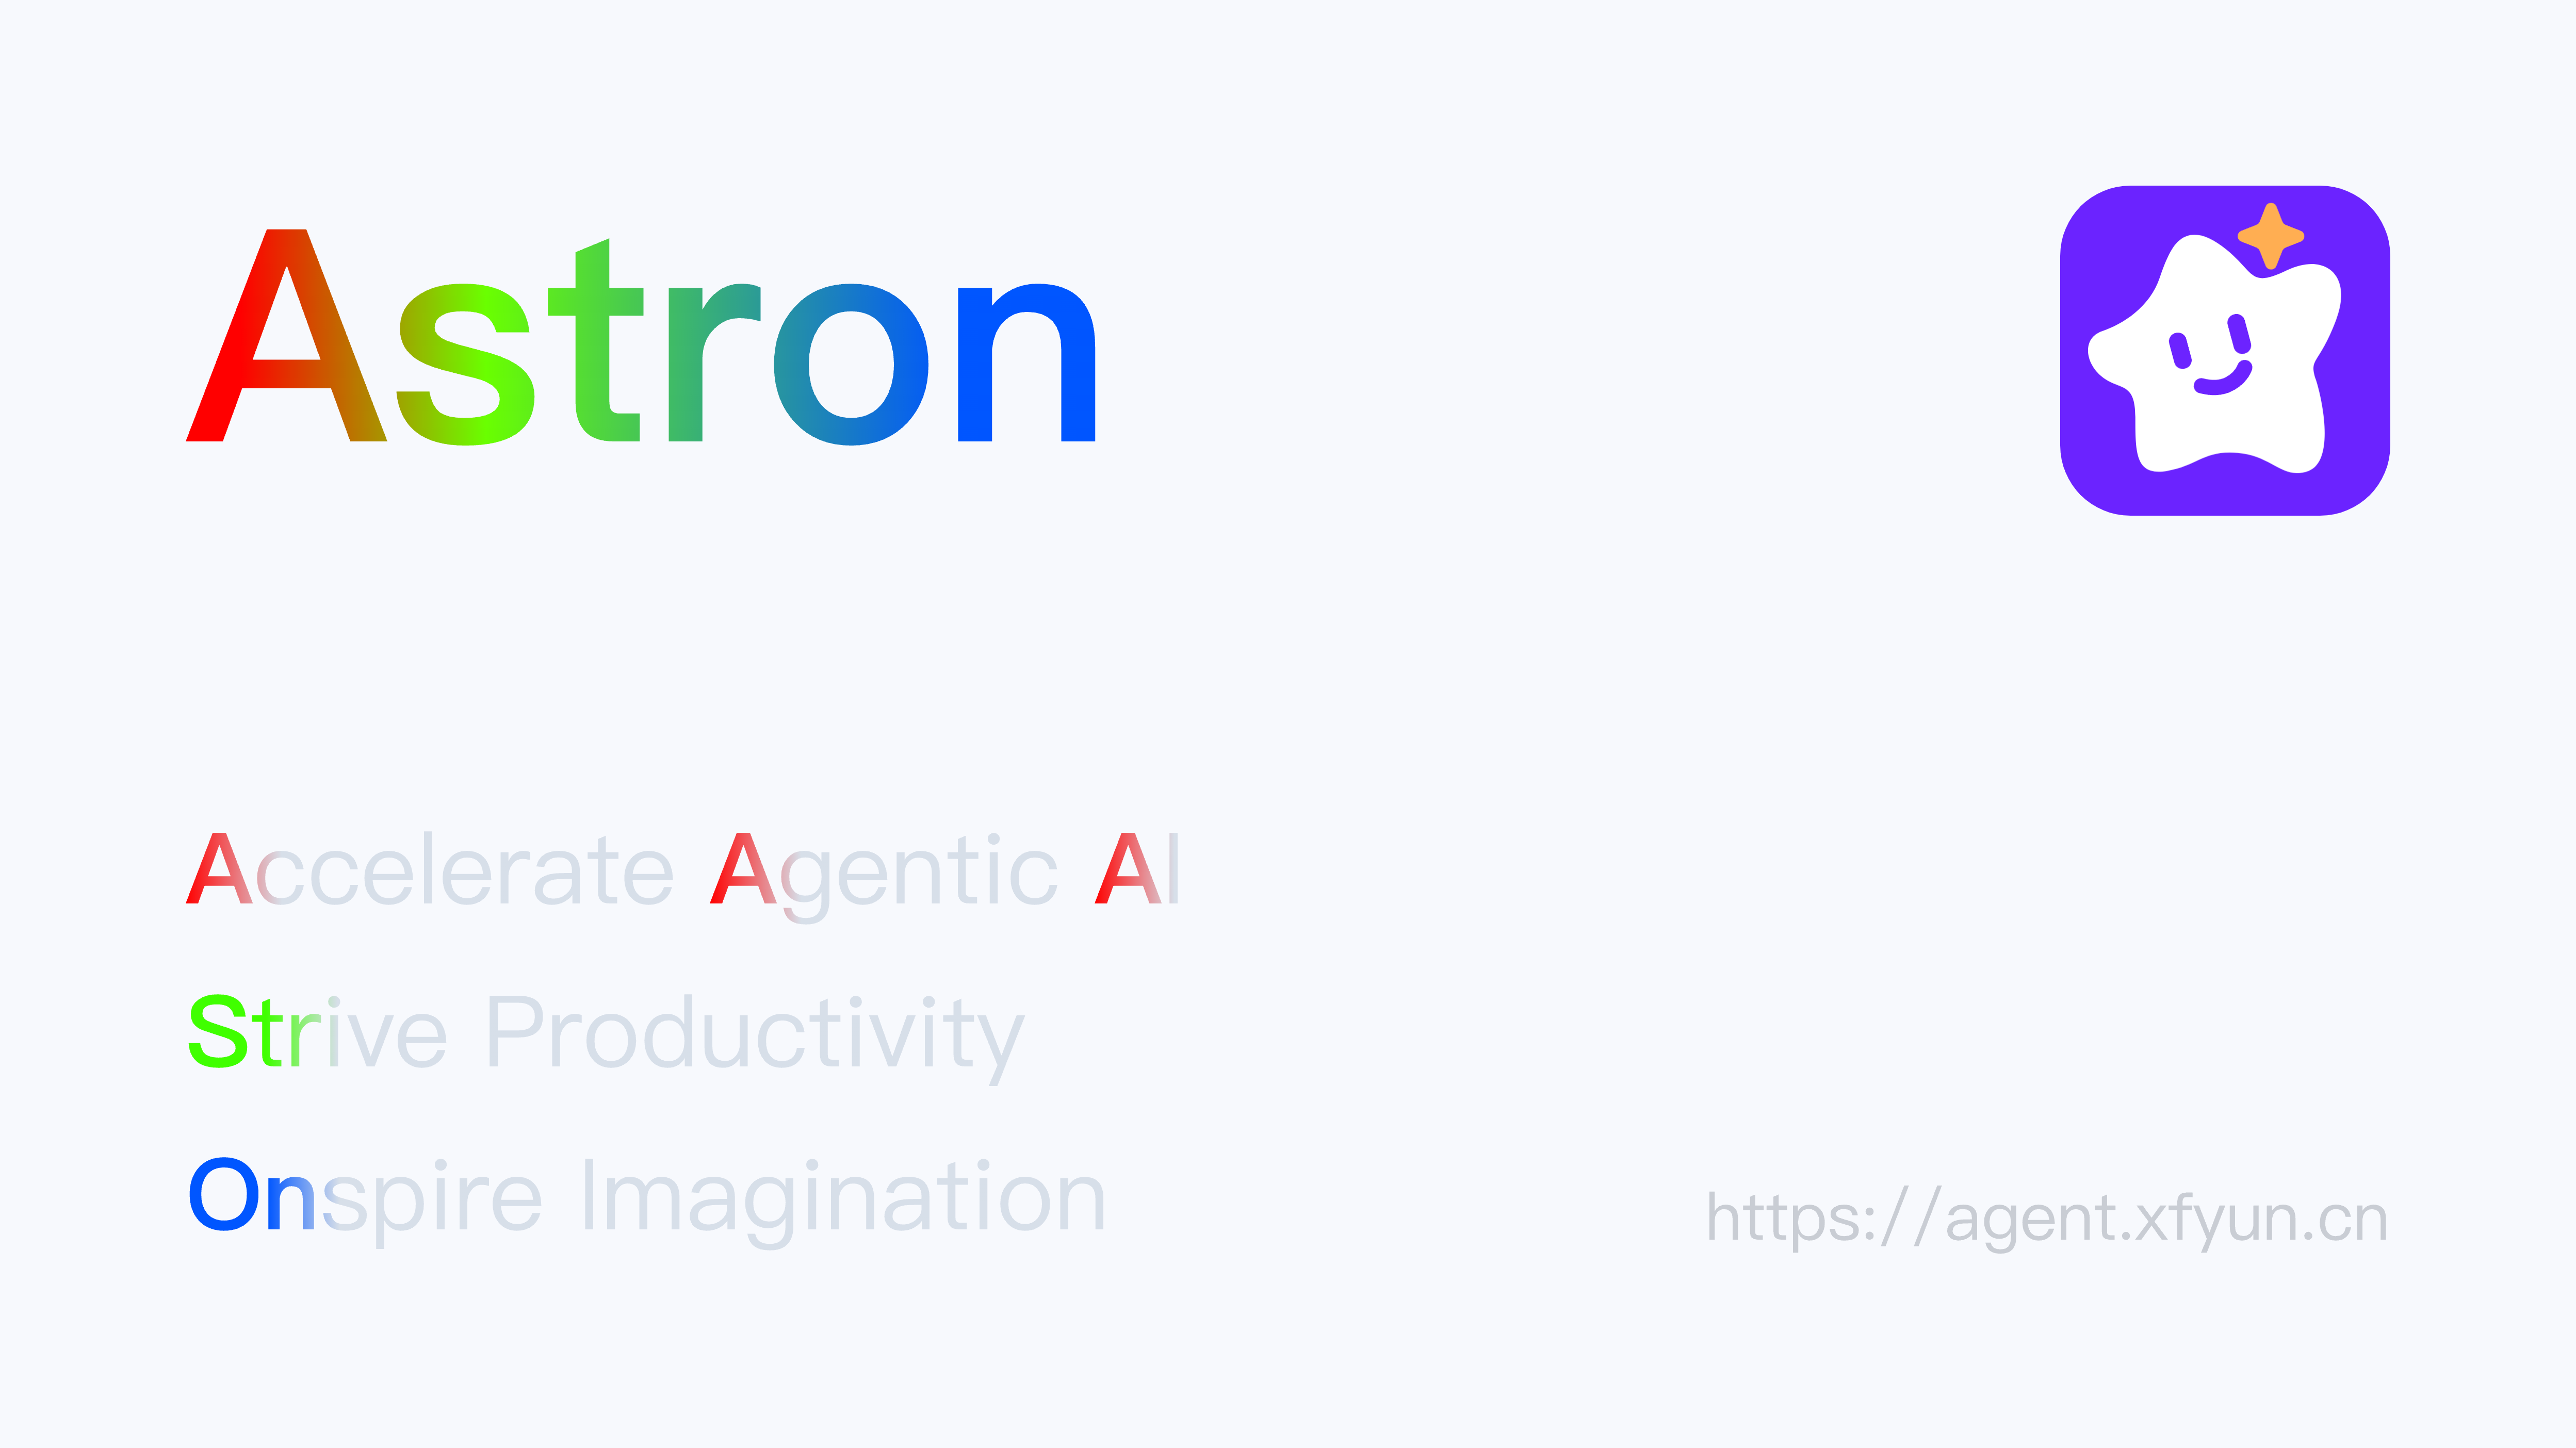 Astron
Accelerate Agentic AI
Strive Productivity
Onspire Imagination
https://agent.xfyun.cn